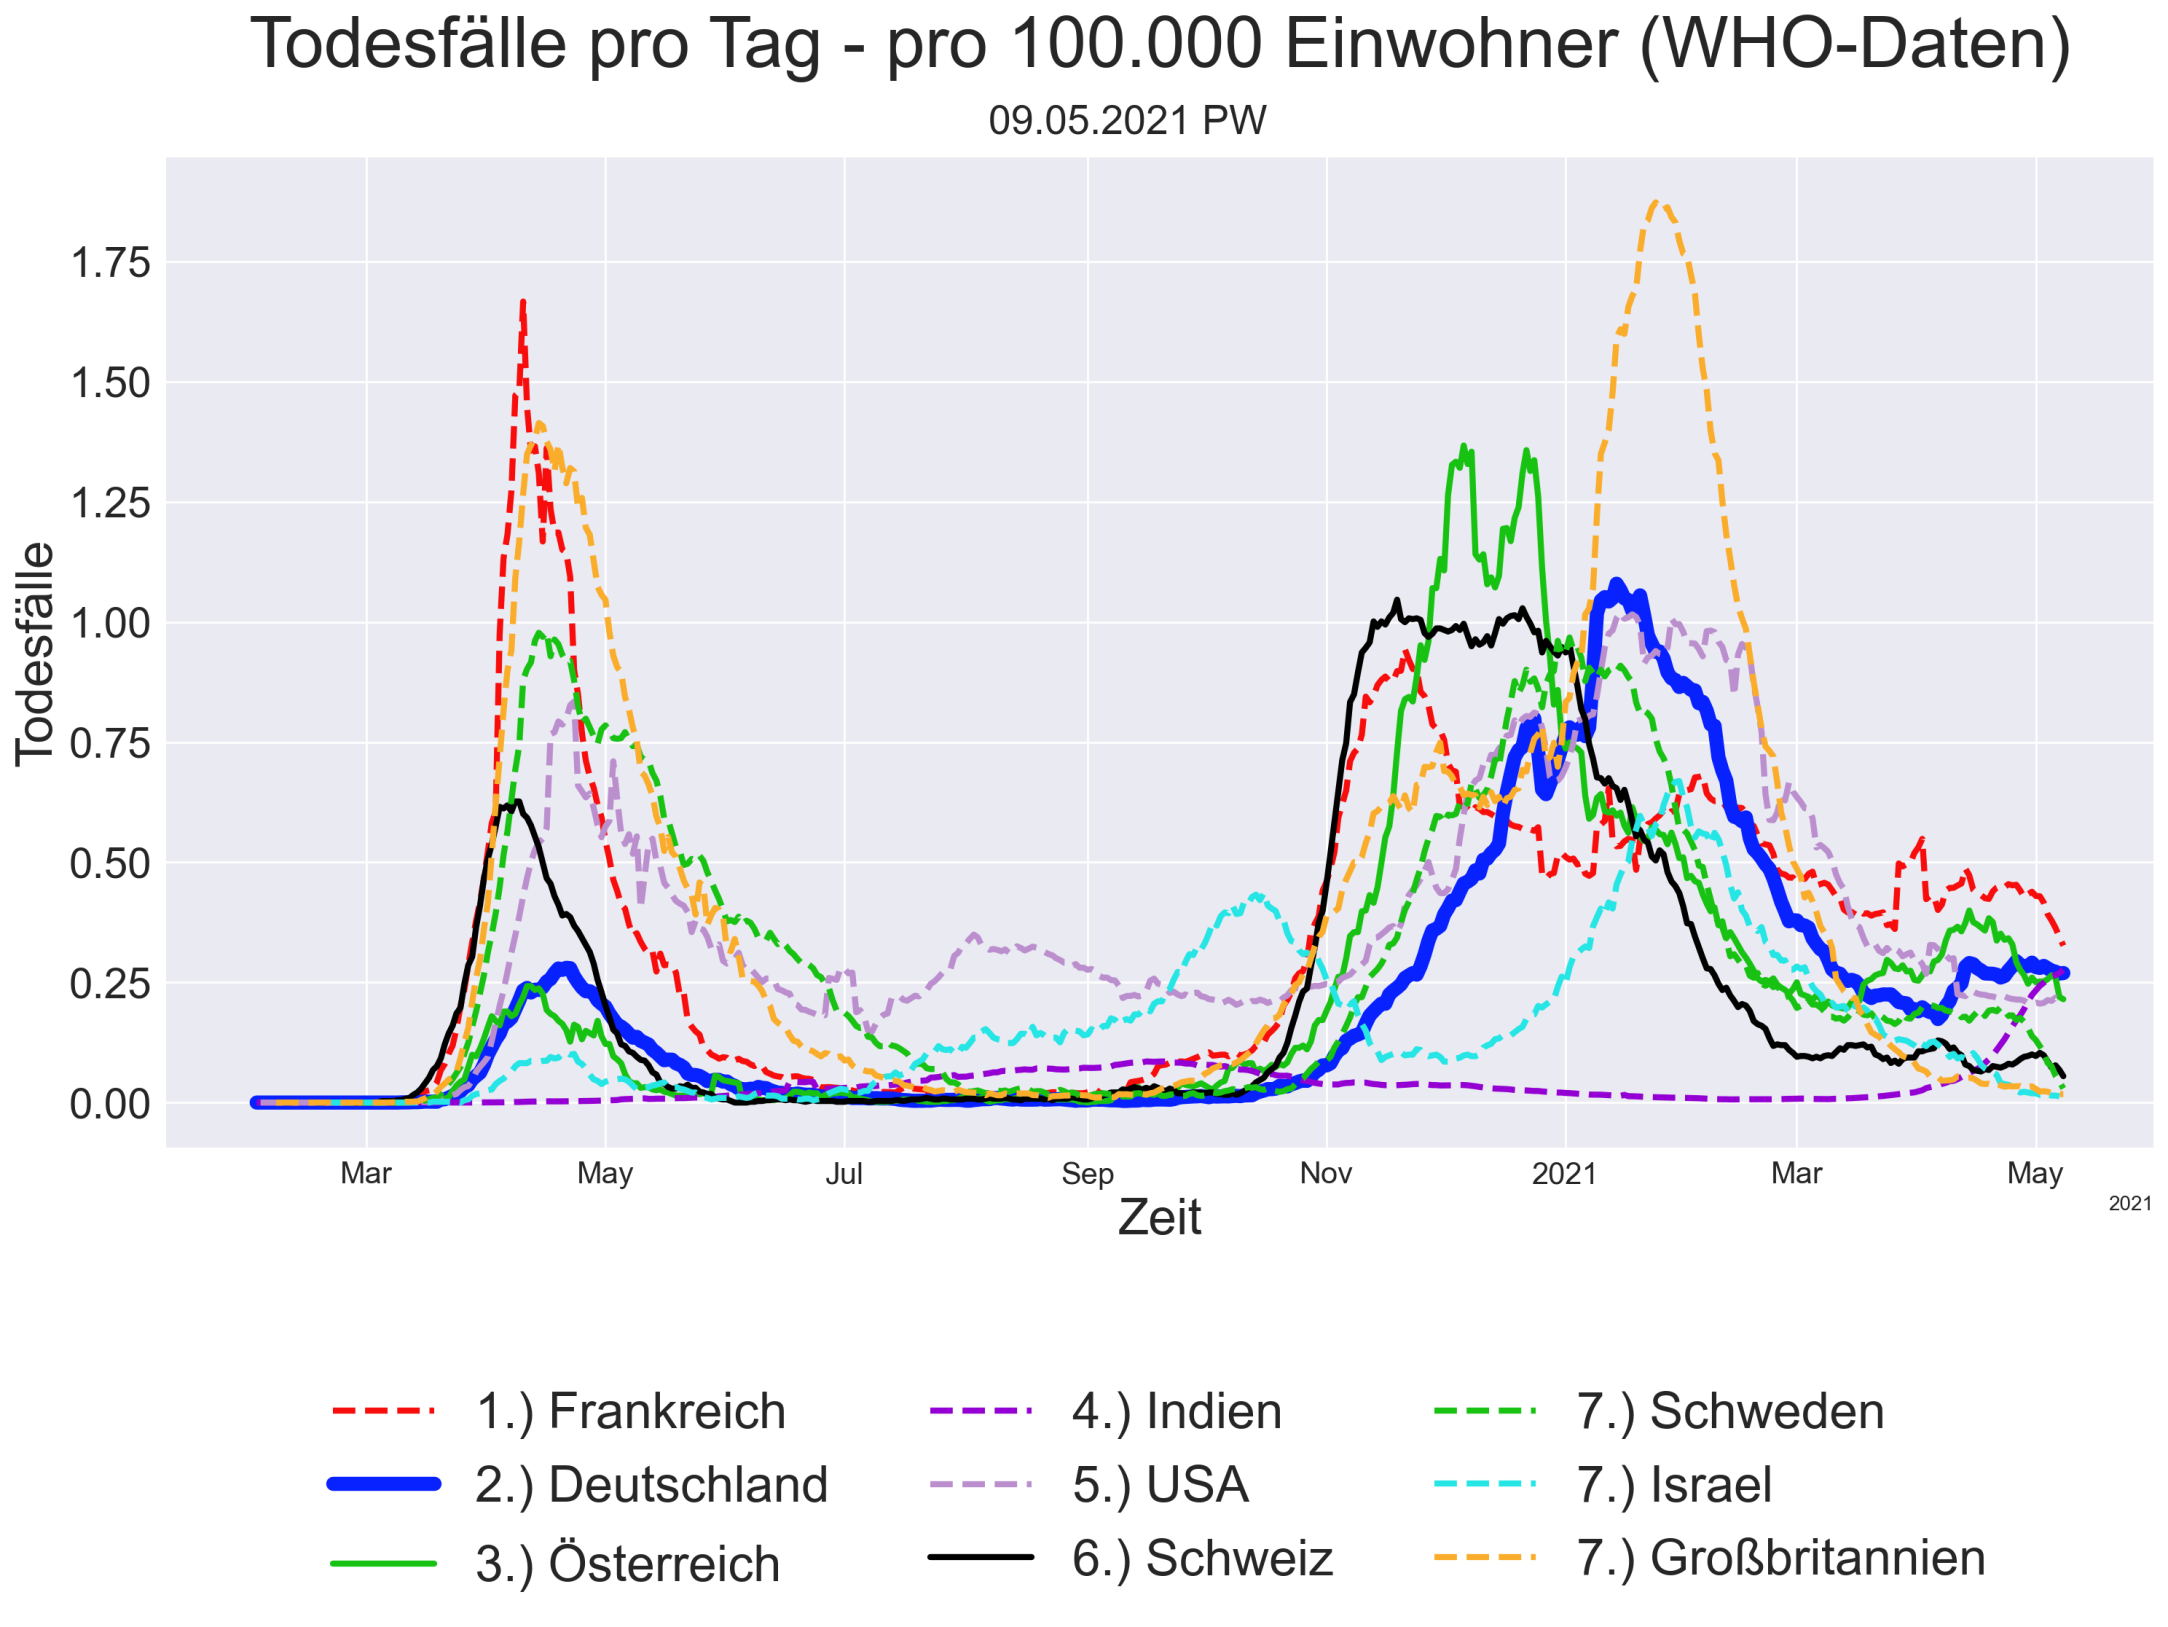 Todesfälle pro Tag - pro 100.000 Einwohner (WHO-Daten)
09.05.2021 PW
Todesfälle
1.75
1.50
1.25
1.00
0.75
0.50
0.25
0.00
Mar May Jul Sep Nov 2021 Mar May
2021
Zeit
1.) Frankreich
2.) Deutschland
3.) Österreich
4.) Indien
5.) USA
6.) Schweiz
7.) Schweden
7.) Israel
7.) Großbritannien